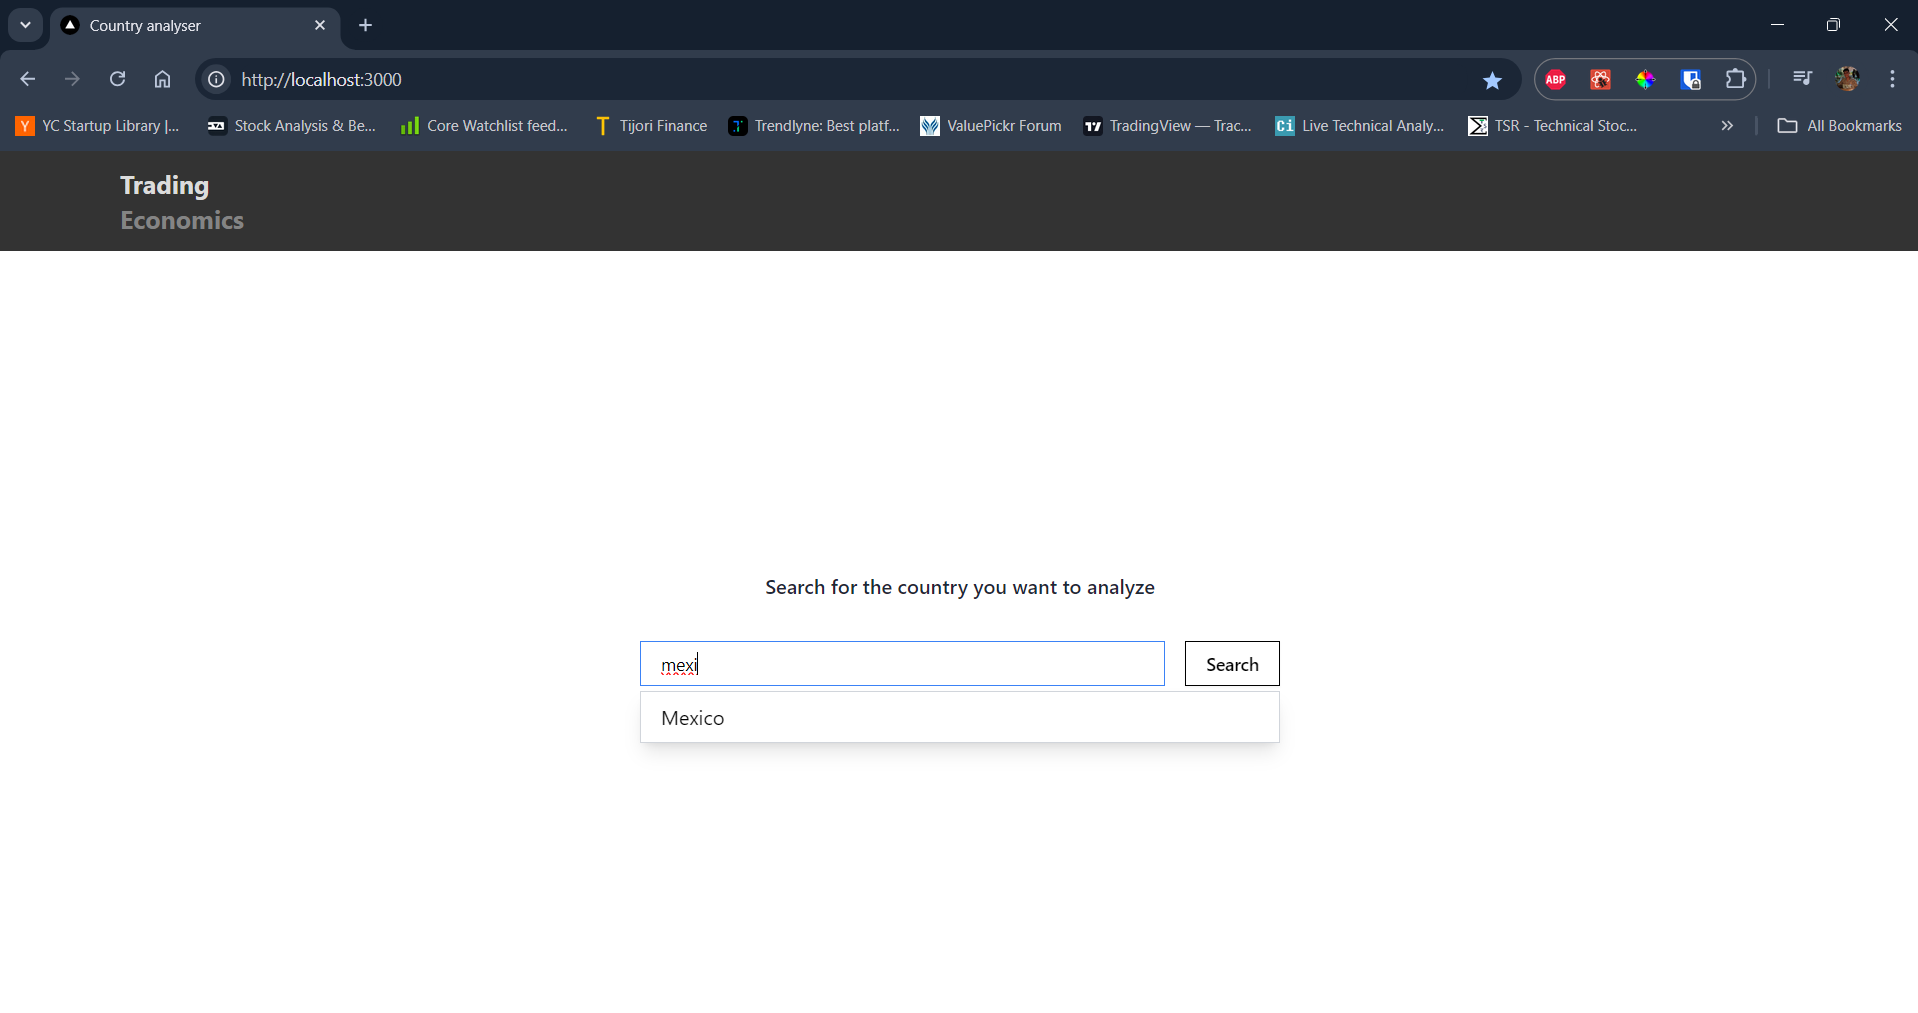 Country analyser
http://localhost:3000
ABP
Y YC Startup Library |...
Stock Analysis & Be...
Core Watchlist feed...
Tijori Finance
Trendlyne: Best platf...
ValuePickr Forum
TradingView — Trac...
Ci Live Technical Analy...
TSR - Technical Stoc...
All Bookmarks
Trading
Economics
Search for the country you want to analyze
mexi
Search
Mexico